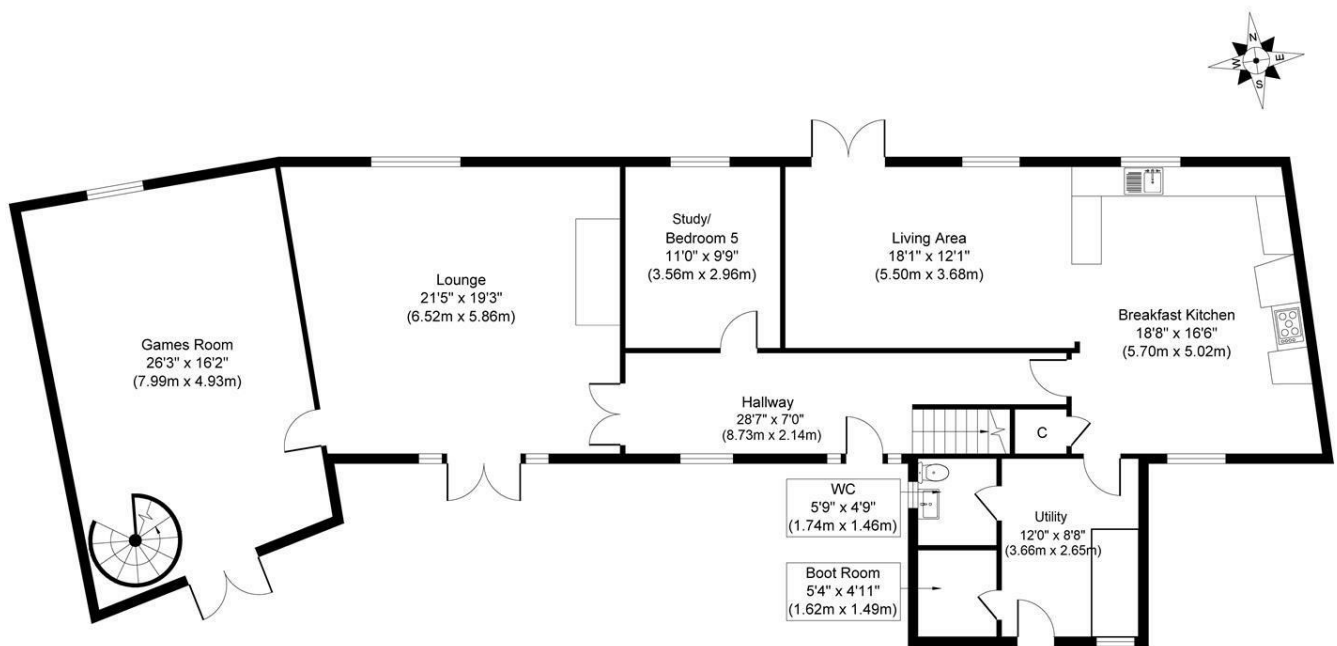 N
W
E
S
Study/
Bedroom 5
11'0" x 9'9"
(3.56m x 2.96m)
Living Area
18'1" x 12'1"
(5.50m x 3.68m)
Lounge
21'5" x 19'3"
(6.52m x 5.86m)
Breakfast Kitchen
18'8" x 16'6"
(5.70m x 5.02m)
Games Room
26'3" x 16'2"
(7.99m x 4.93m)
Hallway
28'7" x 7'0"
(8.73m x 2.14m)
C
WC
5'9" x 4'9"
(1.74m x 1.46m)
Utility
12'0" x 8'8"
(3.66m x 2.65m)
Boot Room
5'4" x 4'11"
(1.62m x 1.49m)